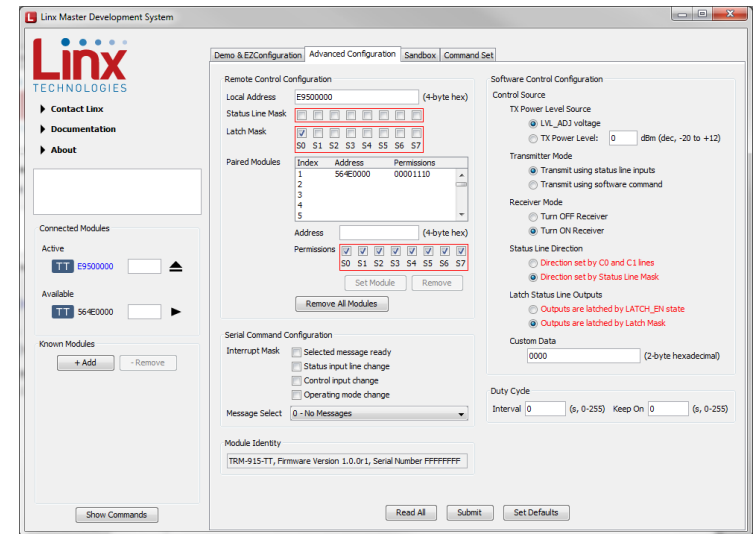 Linx Master Development System
Linx
TECHNOLOGIES
Contact Linx
Documentation
About
Connected Modules
Active
TT E9500000
Available
TT 564E0000
Known Modules
+ Add - Remove
Show Commands
Demo & EZConfiguration Advanced Configuration Sandbox Command Set
Remote Control Configuration
Local Address E9500000 (4-byte hex)
Status Line Mask
Latch Mask
S0 S1 S2 S3 S4 S5 S6 S7
Paired Modules Index Address Permissions
1 564E0000 00001110
2
3
4
5
Address (4-byte hex)
Permissions
S0 S1 S2 S3 S4 S5 S6 S7
Set Module Remove
Remove All Modules
Serial Command Configuration
Interrupt Mask Selected message ready
Status input line change
Control input change
Operating mode change
Message Select 0 - No Messages
Module Identity
TRM-915-TT, Firmware Version 1.0.0r1, Serial Number FFFFFFFF
Software Control Configuration
Control Source
TX Power Level Source
LVL_ADJ voltage
TX Power Level: 0 dBm (dec, -20 to +12)
Transmitter Mode
Transmit using status line inputs
Transmit using software command
Receiver Mode
Turn OFF Receiver
Turn ON Receiver
Status Line Direction
Direction set by C0 and C1 lines
Direction set by Status Line Mask
Latch Status Line Outputs
Outputs are latched by LATCH_EN state
Outputs are latched by Latch Mask
Custom Data
0000 (2-byte hexadecimal)
Duty Cycle
Interval 0 (s, 0-255) Keep On 0 (s, 0-255)
Read All Submit Set Defaults